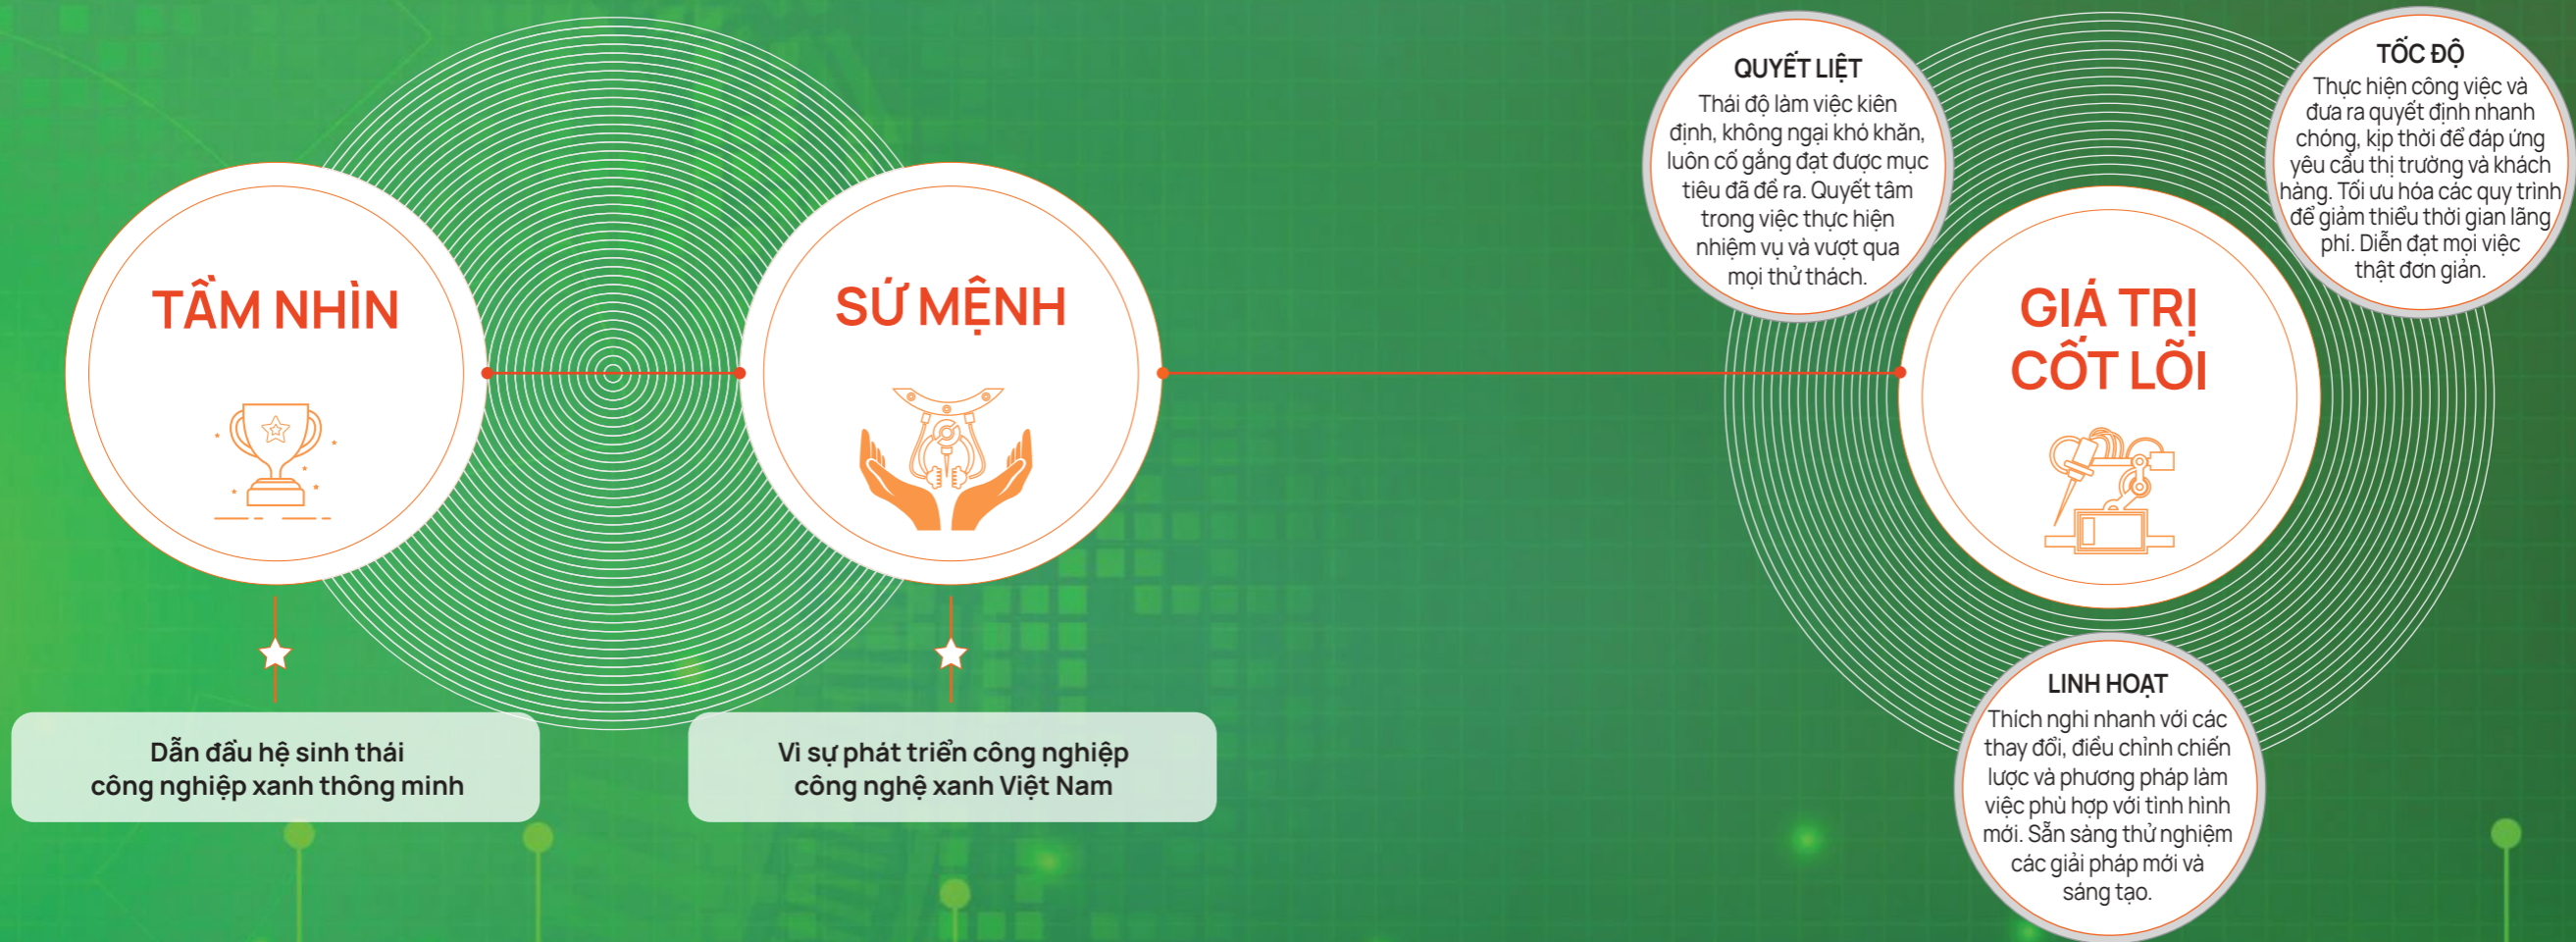 TẦM NHÌN
Dẫn đầu hệ sinh thái
công nghiệp xanh thông minh
SỨ MỆNH
Vì sự phát triển công nghiệp
công nghệ xanh Việt Nam
GIÁ TRỊ
CỐT LÕI
QUYẾT LIỆT
Thái độ làm việc kiên
định, không ngại khó khăn,
luôn cố gắng đạt được mục
tiêu đã đề ra. Quyết tâm
trong việc thực hiện
nhiệm vụ và vượt qua
mọi thử thách.
TỐC ĐỘ
Thực hiện công việc và
đưa ra quyết định nhanh
chóng, kịp thời để đáp ứng
yêu cầu thị trường và khách
hàng. Tối ưu hóa các quy trình
để giảm thiểu thời gian lãng
phí. Diễn đạt mọi việc
thật đơn giản.
LINH HOẠT
Thích nghi nhanh với các
thay đổi, điều chỉnh chiến
lược và phương pháp làm
việc phù hợp với tình hình
mới. Sẵn sàng thử nghiệm
các giải pháp mới và
sáng tạo.